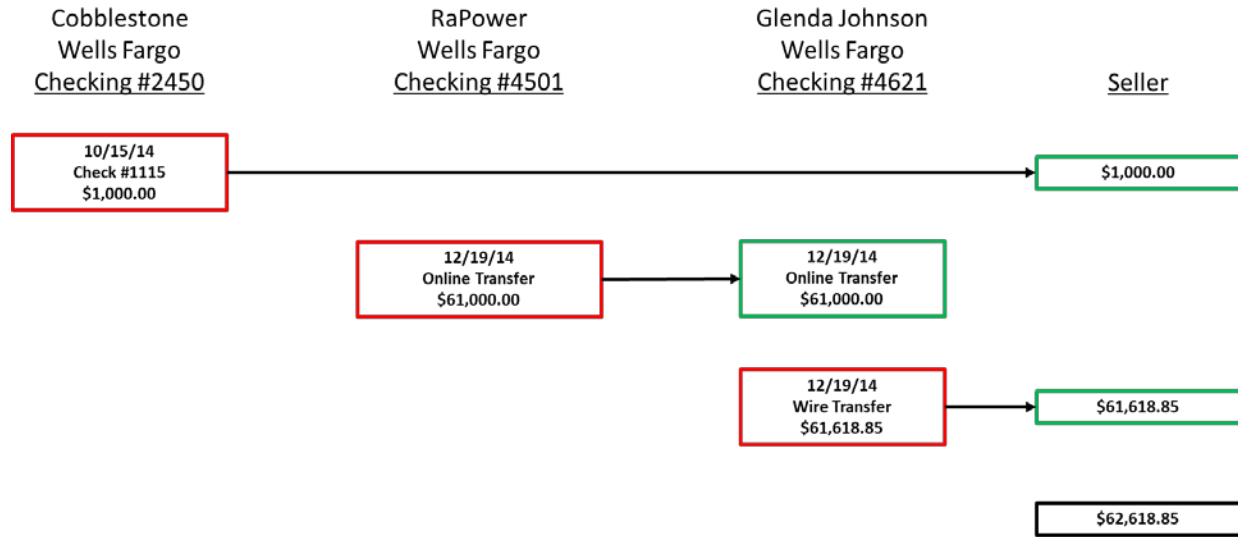 Cobblestone
Wells Fargo
Checking #2450
RaPower
Wells Fargo
Checking #4501
Glenda Johnson
Wells Fargo
Checking #4621
Seller
10/15/14
Check #1115
$1,000.00
$1,000.00
12/19/14
Online Transfer
$61,000.00
12/19/14
Online Transfer
$61,000.00
12/19/14
Wire Transfer
$61,618.85
$61,618.85
$62,618.85